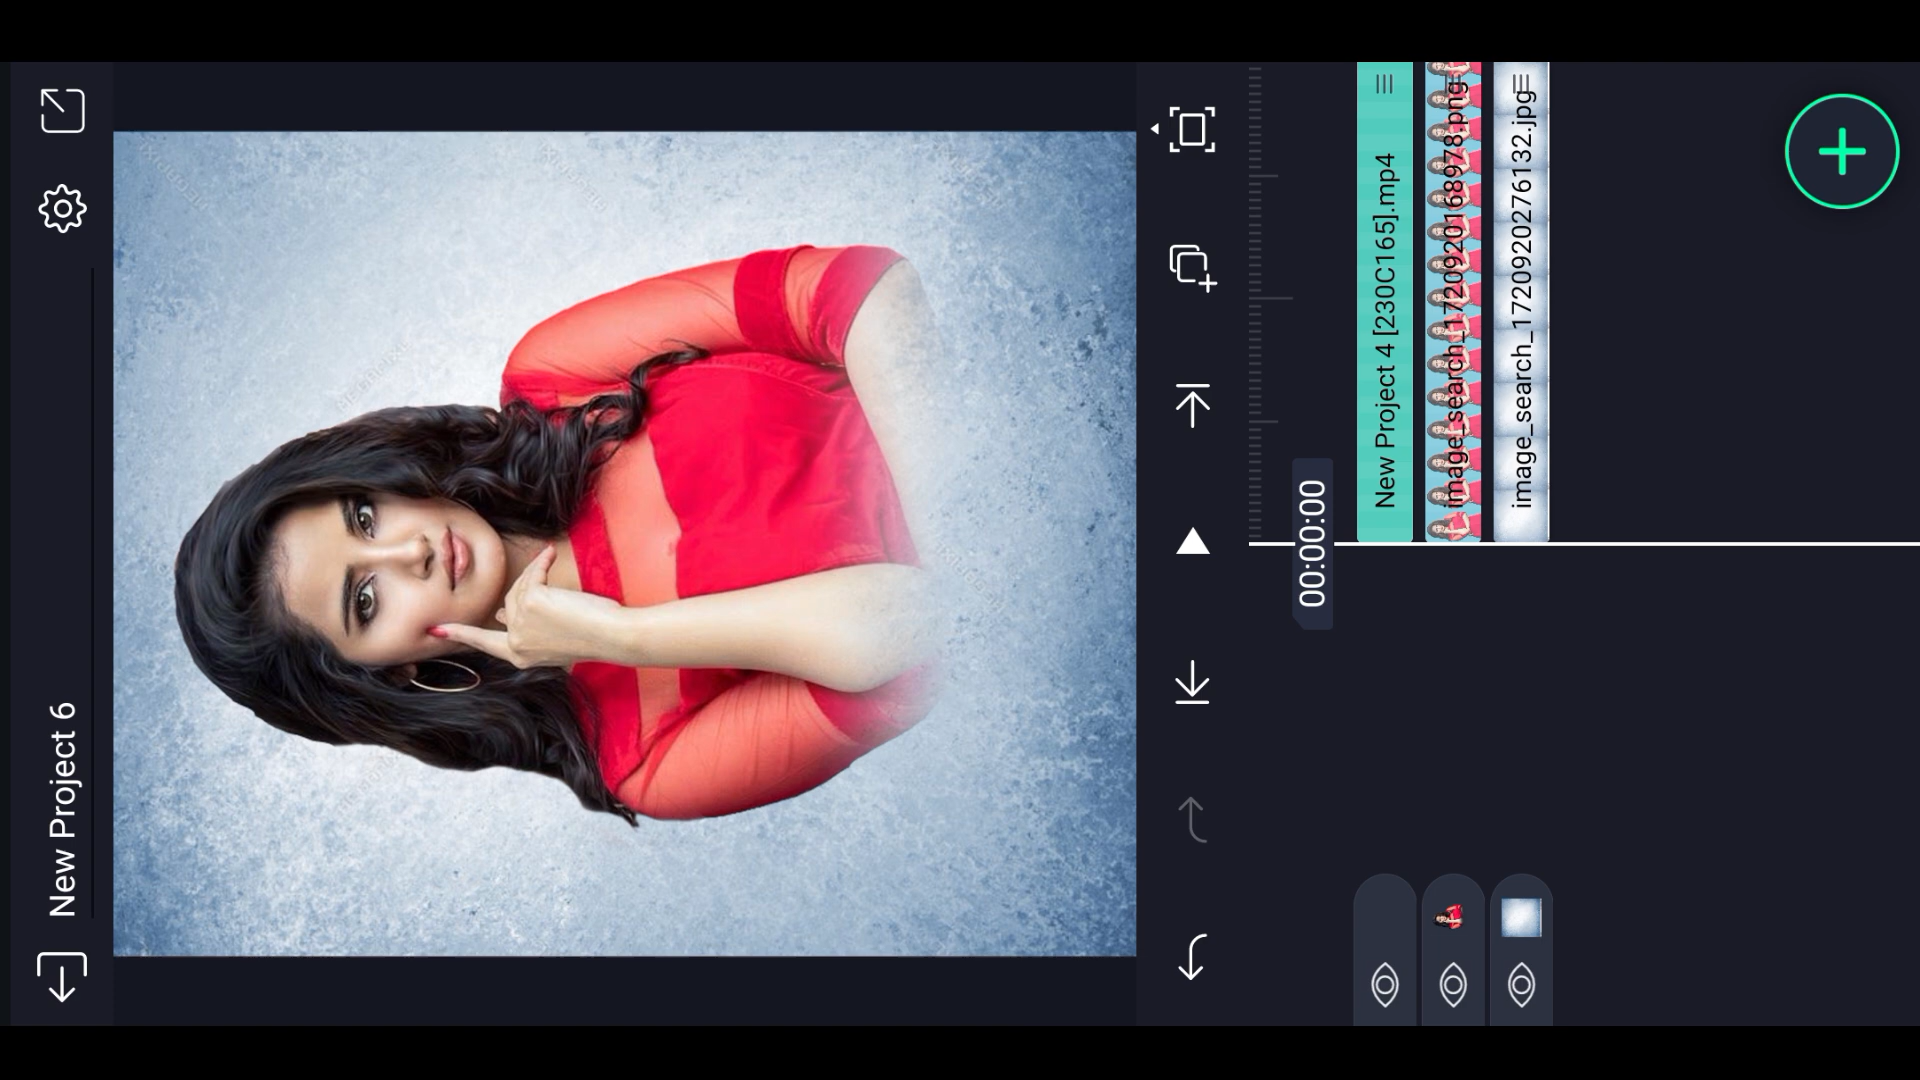 New Project 6
00:00:00
New Project 4 [230C165].mp4
image_search_1720920168978.png
image_search_1720920276132.jpg